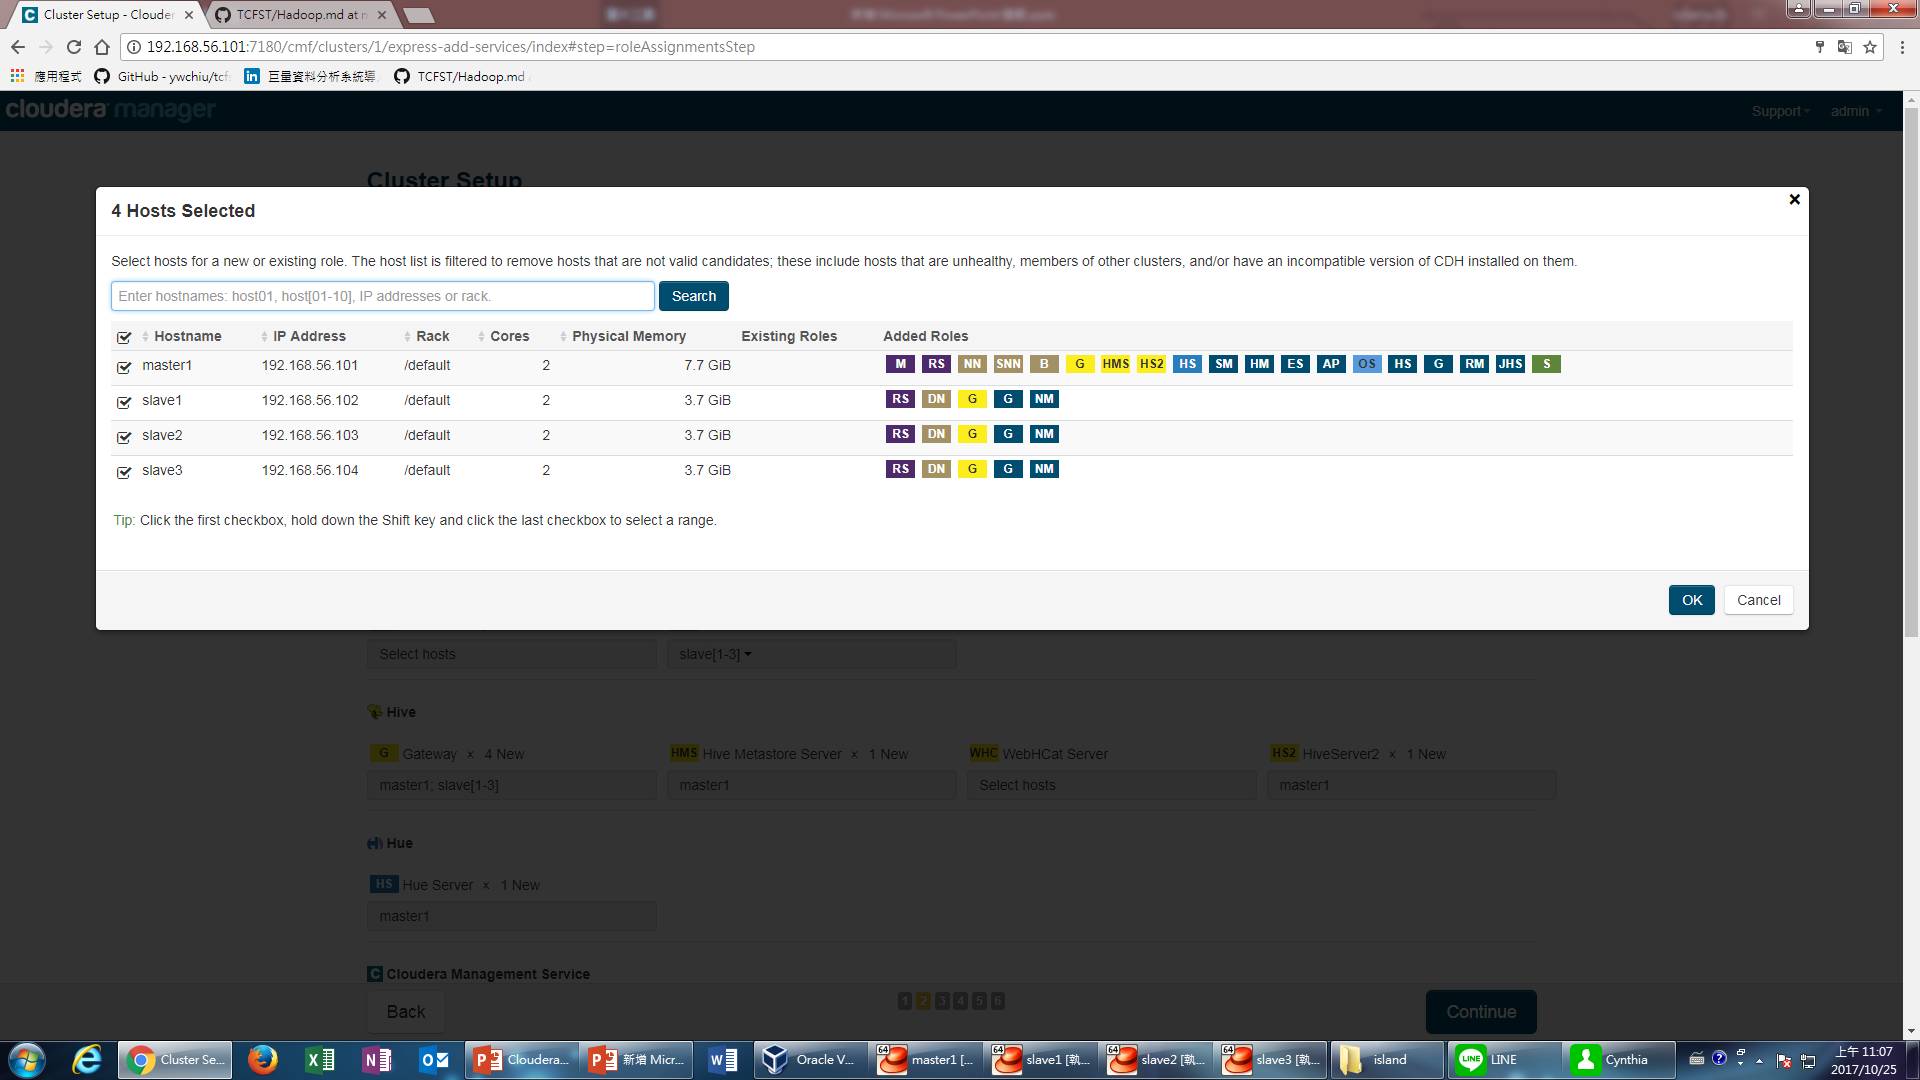 Cluster Setup - Clouder
TCFST/Hadoop.md at m
192.168.56.101:7180/cmf/clusters/1/express-add-services/index#step=roleAssignmentsStep
應用程式 GitHub - ywchiu/tcf 巨量資料分析系統導 TCFST/Hadoop.md
cloudera manager
Support admin
Cluster Setup
4 Hosts Selected
Select hosts for a new or existing role. The host list is filtered to remove hosts that are not valid candidates; these include hosts that are unhealthy, members of other clusters, and/or have an incompatible version of CDH installed on them.
Enter hostnames: host01, host[01-10], IP addresses or rack. Search
Hostname IP Address Rack Cores Physical Memory Existing Roles Added Roles
master1 192.168.56.101 /default 2 7.7 GiB M RS NN SNN B G HMS HS2 HS SM HM ES AP OS HS G RM JHS S
slave1 192.168.56.102 /default 2 3.7 GiB RS DN G G NM
slave2 192.168.56.103 /default 2 3.7 GiB RS DN G G NM
slave3 192.168.56.104 /default 2 3.7 GiB RS DN G G NM
Tip: Click the first checkbox, hold down the Shift key and click the last checkbox to select a range.
OK Cancel
Select hosts slave[1-3]
Hive
G Gateway × 4 New HMS Hive Metastore Server × 1 New WHC WebHCat Server HS2 HiveServer2 × 1 New
master1; slave[1-3] master1 Select hosts master1
Hue
HS Hue Server × 1 New
master1
C Cloudera Management Service
Back 1 2 3 4 5 6 Continue
Cluster Se... Cloudera... 新增 Micr... Oracle V... master1 [... slave1 [執... slave2 [執... slave3 [執... island LINE Cynthia
上午 11:07
2017/10/25